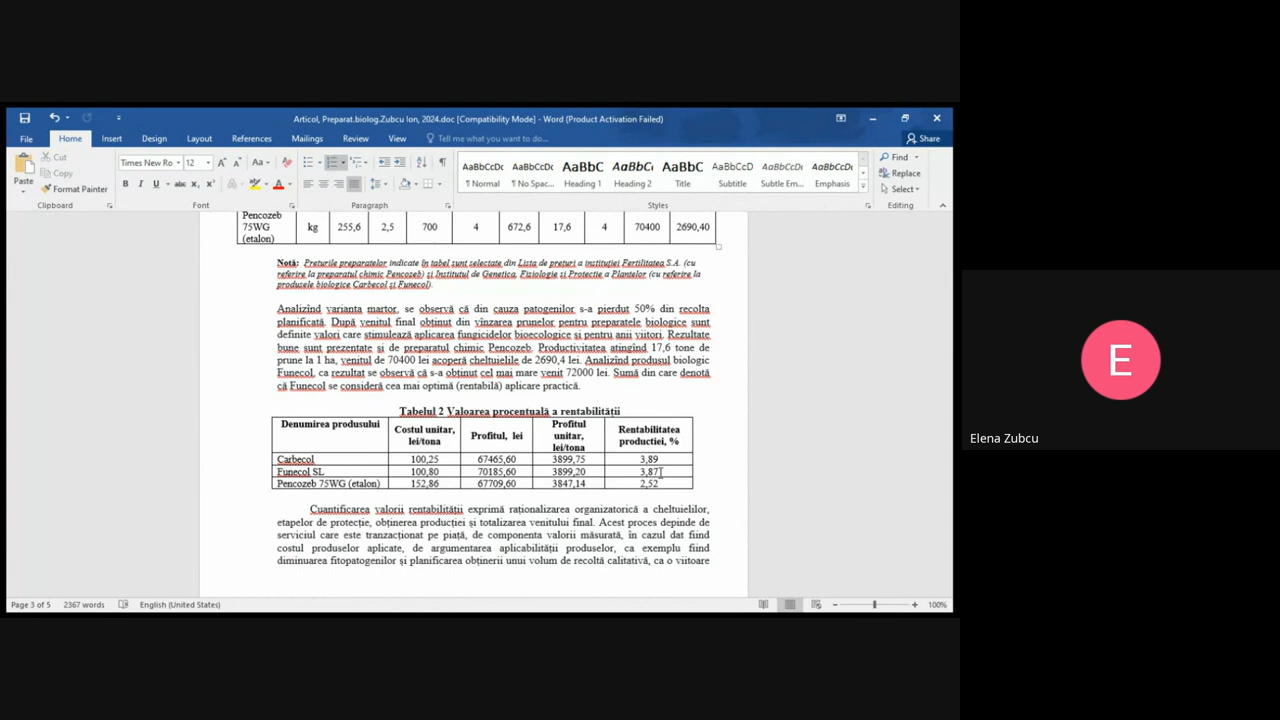 Articol, Preparat.biolog.Zubcu Ion, 2024.doc [Compatibility Mode] - Word (Product Activation Failed)
File Home Insert Design Layout References Mailings Review View Tell me what you want to do... Share
Paste Cut Copy Format Painter
Times New Ro 12
AaBbCcDc AaBbCcDc AaBbC AaBbCc AaBbC AaBbCcD AaBbCcDc AaBbCcDc
¶ Normal ¶ No Spac... Heading 1 Heading 2 Title Subtitle Subtle Em... Emphasis
Find Replace Select
Clipboard Font Paragraph Styles Editing
Pencozeb 75WG (etalon) kg 255,6 2,5 700 4 672,6 17,6 4 70400 2690,40
Notă: Preturile preparatelor indicate în tabel sunt selectate din Lista de preturi a instituției Fertilitatea S.A. (cu
referire la preparatul chimic Pencozeb) și Institutul de Genetica, Fiziologie si Protectie a Plantelor (cu referire la
produsele biologice Carbecol și Funecol).
Analizînd varianta martor, se observă că din cauza patogenilor s-a pierdut 50% din recolta
planificată. După venitul final obținut din vînzarea prunelor pentru preparatele biologice sunt
definite valori care stimulează aplicarea fungicidelor bioecologice și pentru anii viitori. Rezultate
bune sunt prezentate și de preparatul chimic Pencozeb. Productivitatea atingînd 17,6 tone de
prune la 1 ha, venitul de 70400 lei acoperă cheltuielile de 2690,4 lei. Analizînd produsul biologic
Funecol, ca rezultat se observă că s-a obținut cel mai mare venit 72000 lei. Sumă din care denotă
că Funecol se consideră cea mai optimă (rentabilă) aplicare practică.
Tabelul 2 Valoarea procentuală a rentabilității
Denumirea produsului Costul unitar, lei/tona Profitul, lei Profitul unitar, lei/tona Rentabilitatea productiei, %
Carbecol 100,25 67465,60 3899,75 3,89
Funecol SL 100,80 70185,60 3899,20 3,87
Pencozeb 75WG (etalon) 152,86 67709,60 3847,14 2,52
Cuantificarea valorii rentabilității exprimă raționalizarea organizatorică a cheltuielilor,
etapelor de protecție, obținerea producției și totalizarea venitului final. Acest proces depinde de
serviciul care este tranzacționat pe piață, de componenta valorii măsurată, în cazul dat fiind
costul produselor aplicate, de argumentarea aplicabilității produselor, ca exemplu fiind
diminuarea fitopatogenilor și planificarea obținerii unui volum de recoltă calitativă, ca o viitoare
Page 3 of 5 2367 words English (United States) 100%
E
Elena Zubcu